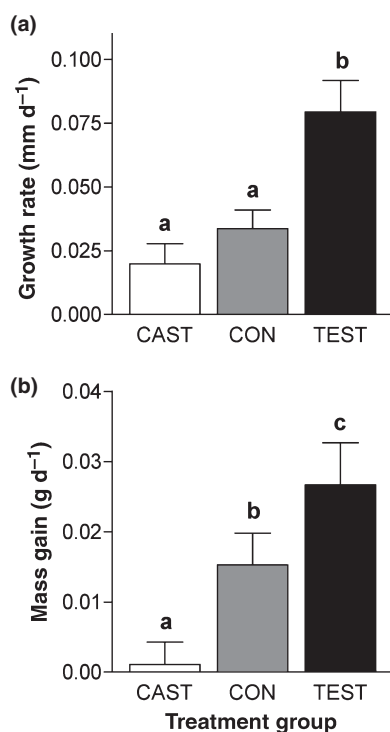 (a)
Growth rate (mm d⁻¹)
0.100
0.075
0.050
0.025
0.000
a
a
b
CAST CON TEST
(b)
Mass gain (g d⁻¹)
0.04
0.03
0.02
0.01
0.00
a
b
c
CAST CON TEST
Treatment group